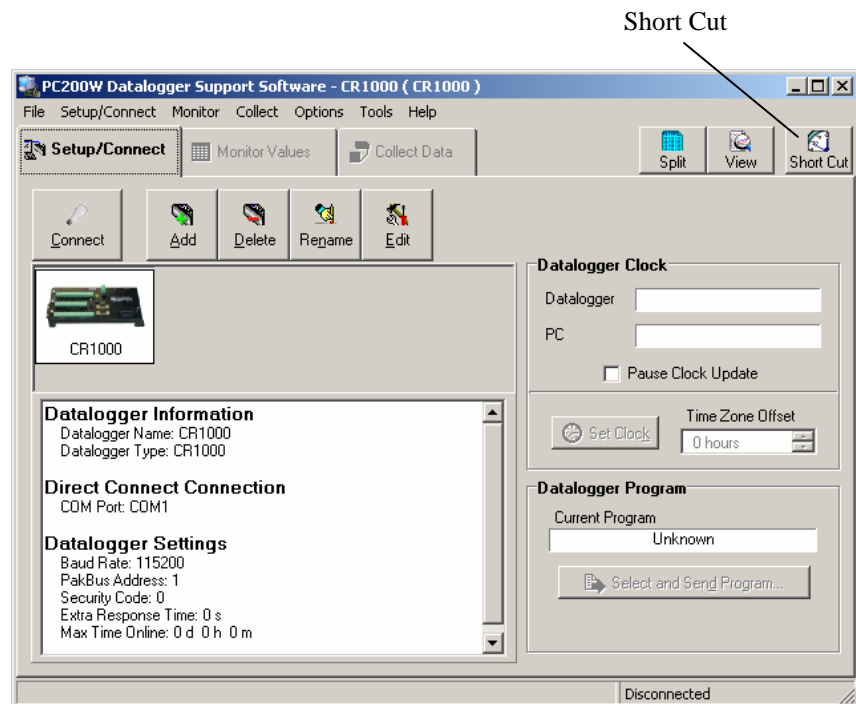 Short Cut
PC200W Datalogger Support Software - CR1000 ( CR1000 )
File Setup/Connect Monitor Collect Options Tools Help
Setup/Connect Monitor Values Collect Data Split View Short Cut
Connect Add Delete Rename Edit
CR1000
Datalogger Information
Datalogger Name: CR1000
Datalogger Type: CR1000
Direct Connect Connection
COM Port: COM1
Datalogger Settings
Baud Rate: 115200
PakBus Address: 1
Security Code: 0
Extra Response Time: 0 s
Max Time Online: 0 d 0 h 0 m
Datalogger Clock
Datalogger
PC
Pause Clock Update
Set Clock
Time Zone Offset
0 hours
Datalogger Program
Current Program
Unknown
Select and Send Program...
Disconnected